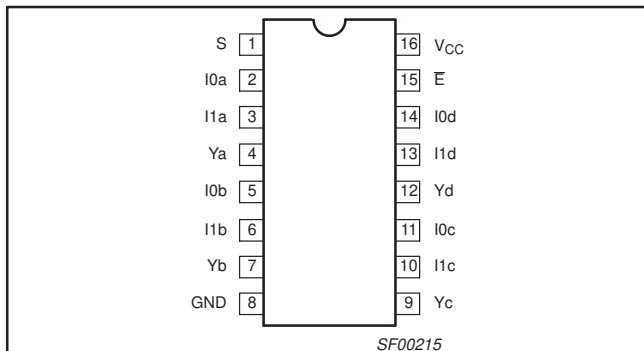 S 1 16 VCC
I0a 2 15 E̅
I1a 3 14 I0d
Ya 4 13 I1d
I0b 5 12 Yd
I1b 6 11 I0c
Yb 7 10 I1c
GND 8 9 Yc
SF00215